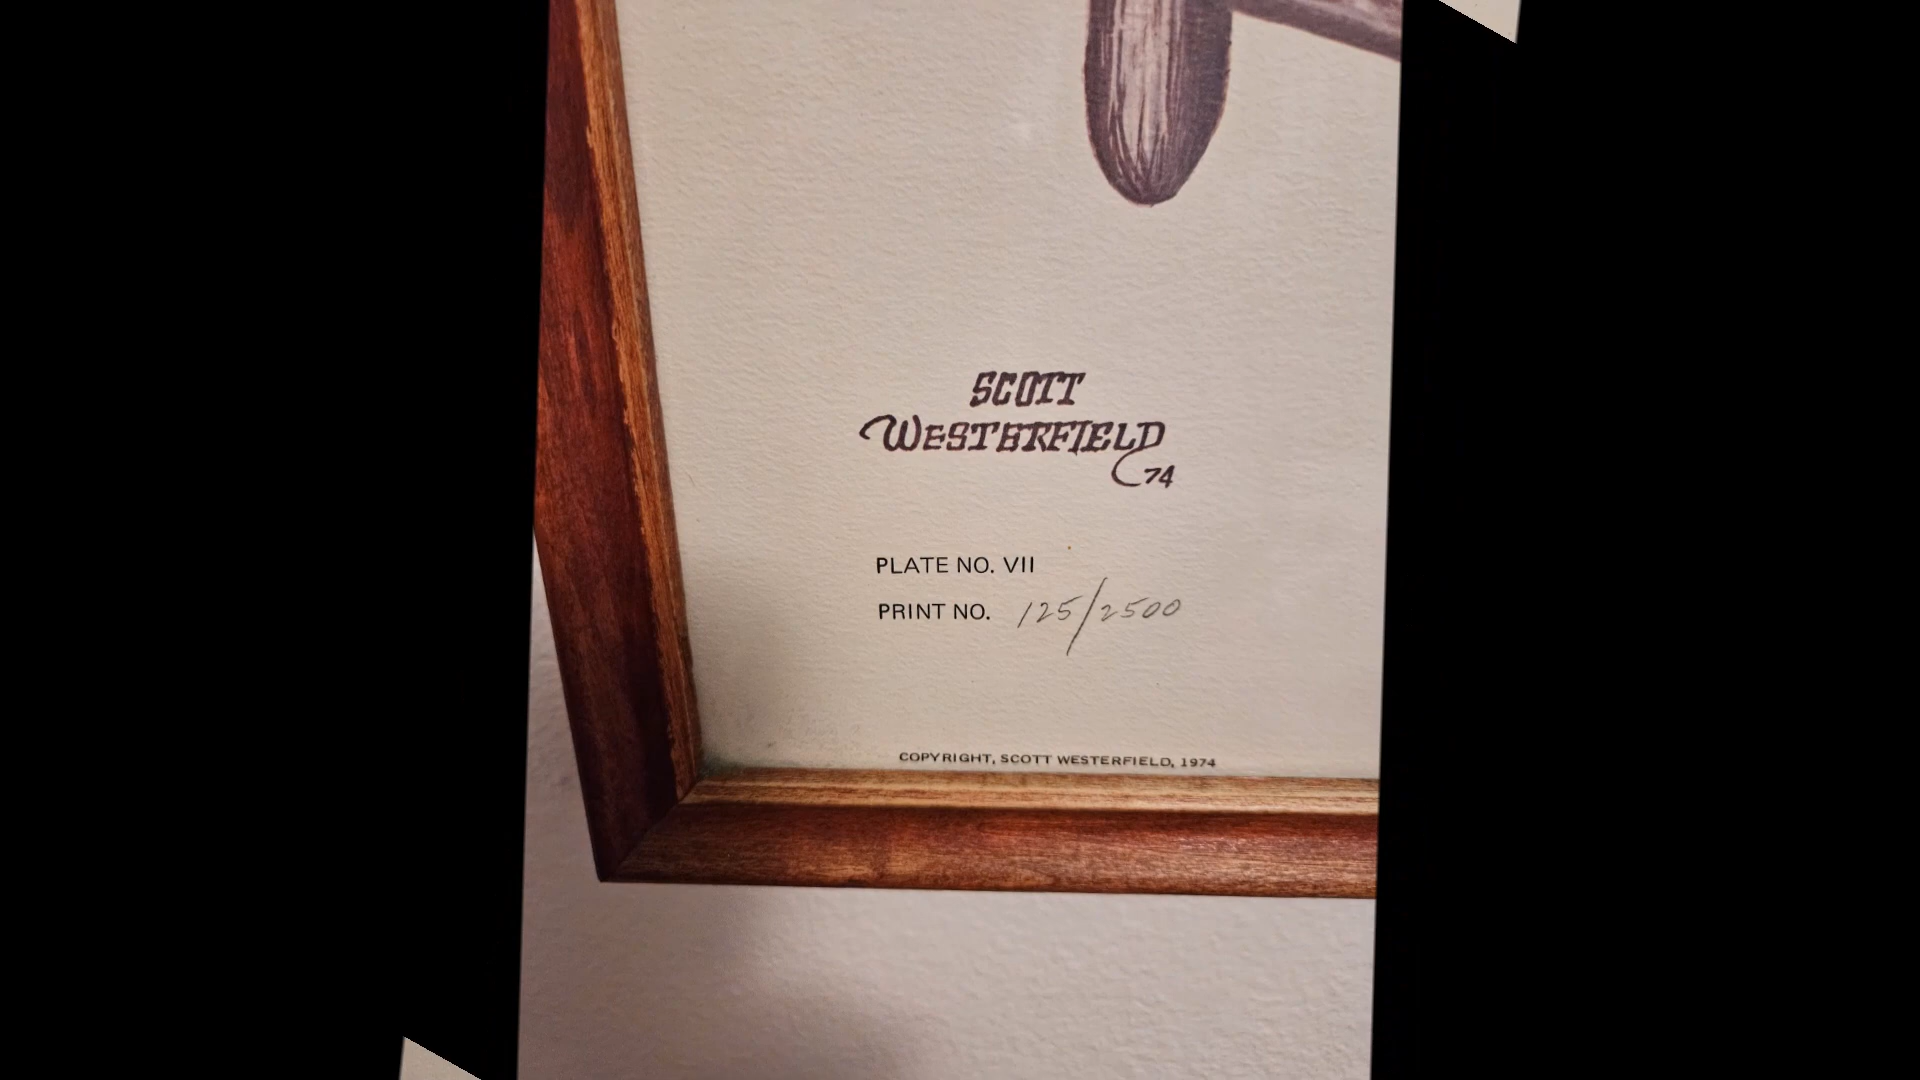 SCOTT
WESTERFIELD
74
PLATE NO. VII
PRINT NO. 125/2500
COPYRIGHT, SCOTT WESTERFIELD, 1974